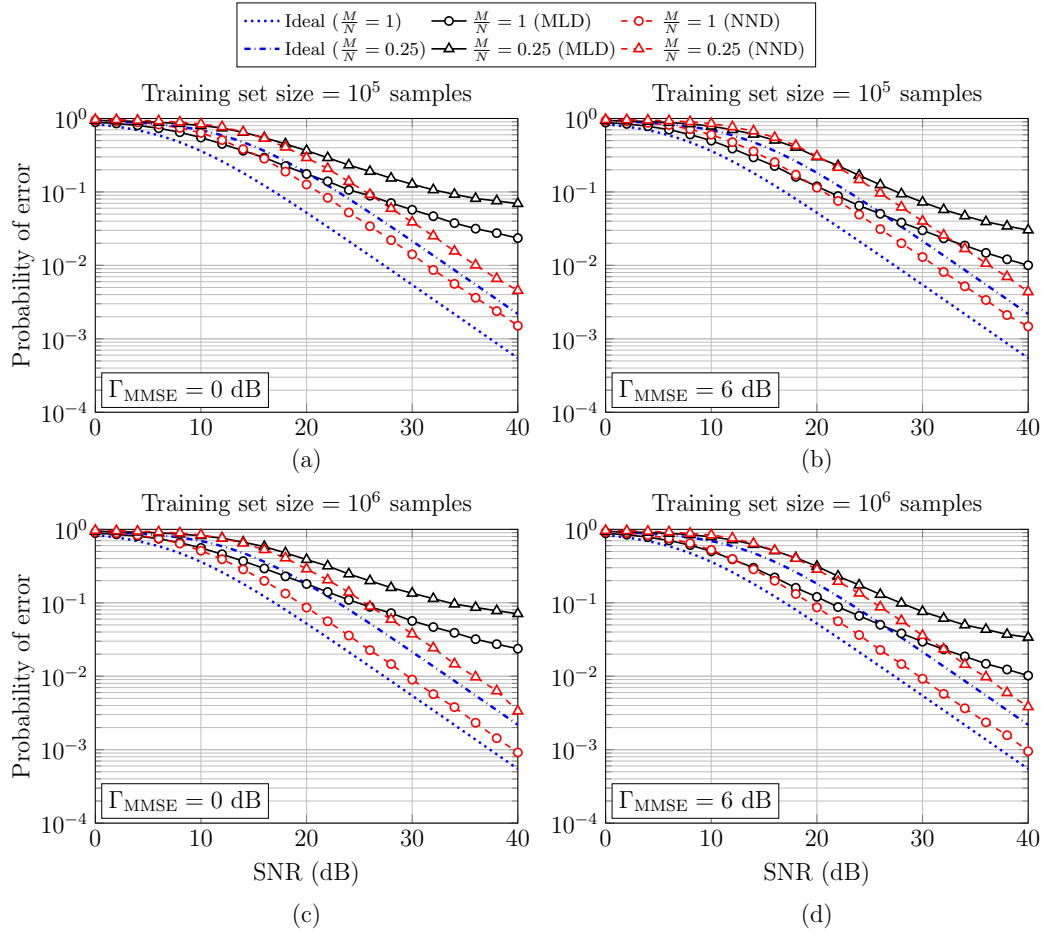 Ideal (M/N = 1) M/N = 1 (MLD) M/N = 1 (NND)
Ideal (M/N = 0.25) M/N = 0.25 (MLD) M/N = 0.25 (NND)
Training set size = 10^5 samples
Probability of error
10^0
10^−1
10^−2
10^−3
10^−4
Γ_MMSE = 0 dB
0 10 20 30 40
(a)
Training set size = 10^5 samples
10^0
10^−1
10^−2
10^−3
10^−4
Γ_MMSE = 6 dB
0 10 20 30 40
(b)
Training set size = 10^6 samples
Probability of error
10^0
10^−1
10^−2
10^−3
10^−4
Γ_MMSE = 0 dB
0 10 20 30 40
SNR (dB)
(c)
Training set size = 10^6 samples
10^0
10^−1
10^−2
10^−3
10^−4
Γ_MMSE = 6 dB
0 10 20 30 40
SNR (dB)
(d)